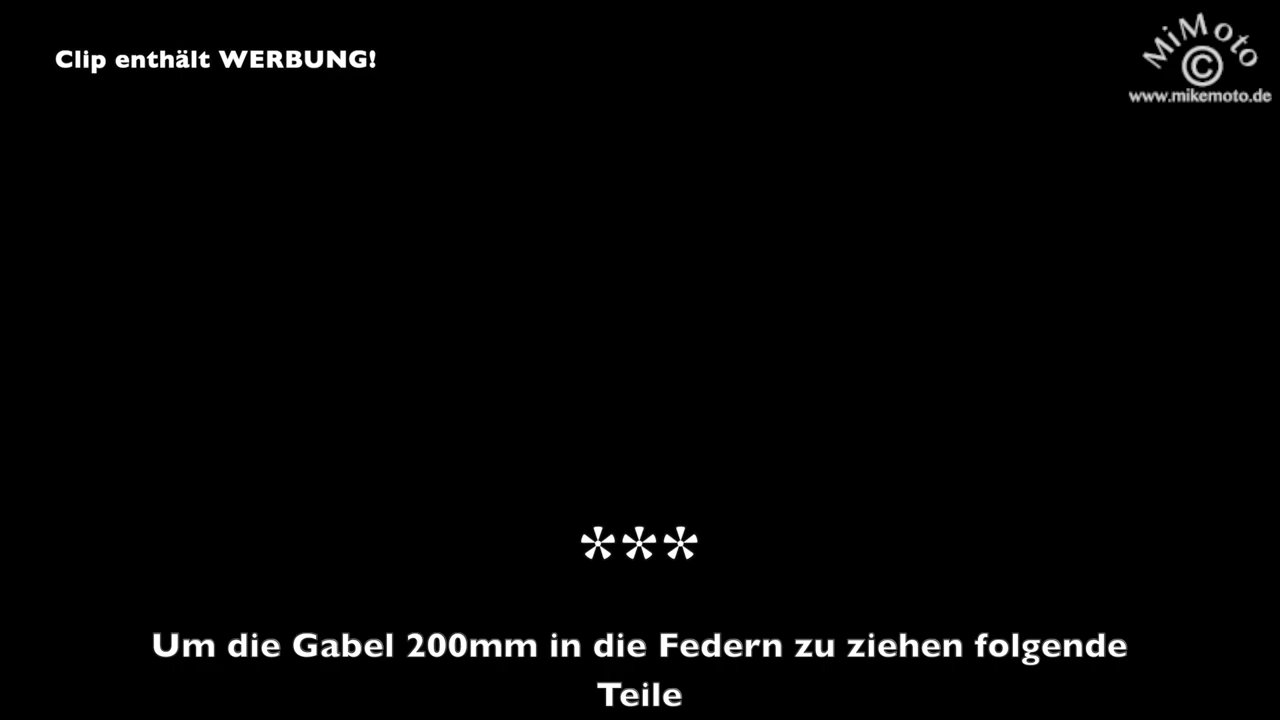 Clip enthält WERBUNG!
MiMoto
©
www.mikemoto.de
***
Um die Gabel 200mm in die Federn zu ziehen folgende
Teile